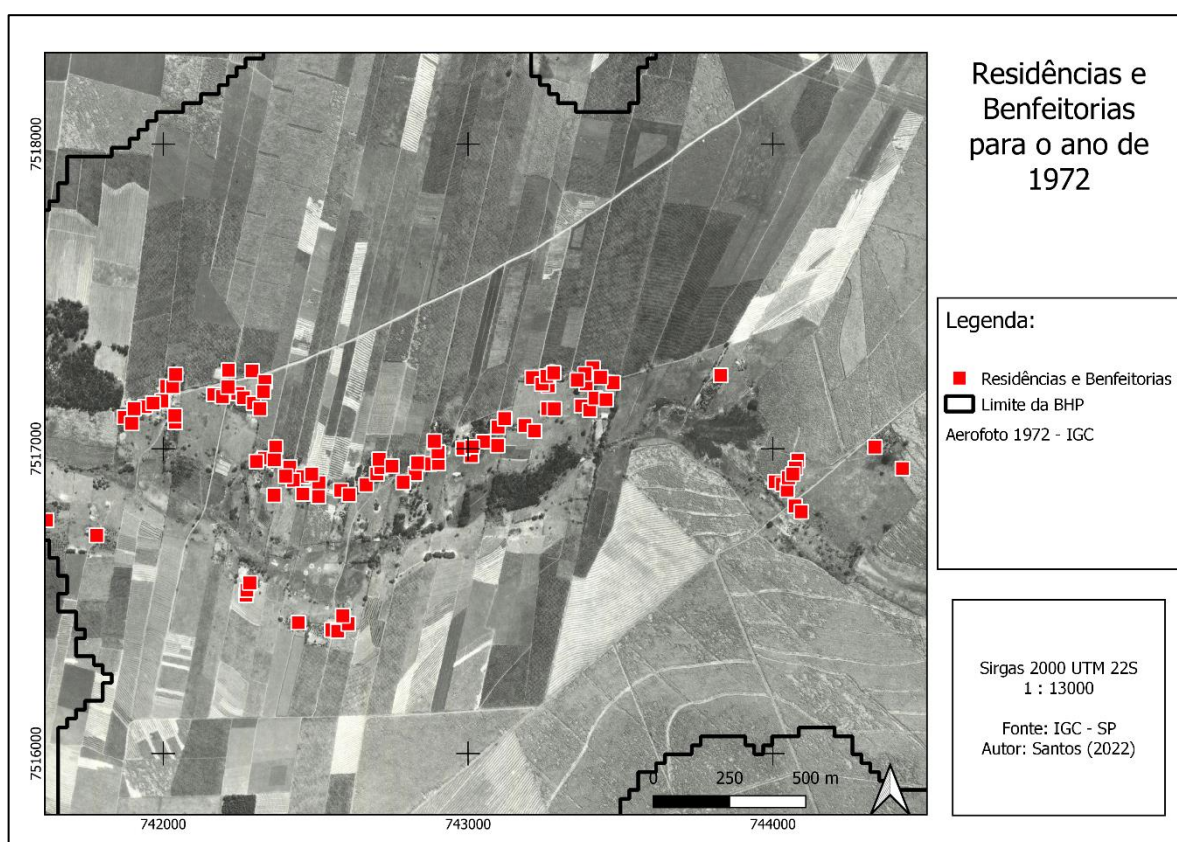 Residências e
Benfeitorias
para o ano de
1972
7518000
7517000
7516000
742000
743000
744000
0 250 500 m
Legenda:
Residências e Benfeitorias
Limite da BHP
Aerofoto 1972 - IGC
Sirgas 2000 UTM 22S
1 : 13000
Fonte: IGC - SP
Autor: Santos (2022)